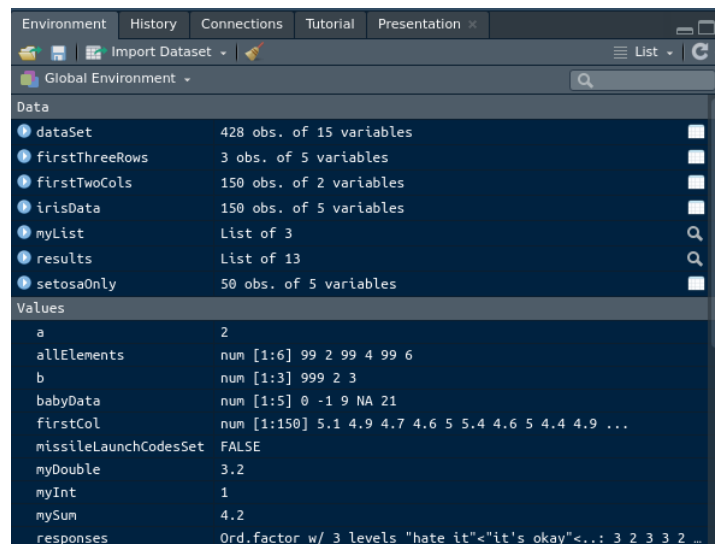 Environment History Connections Tutorial Presentation ×
Import Dataset List
Global Environment
Data
dataSet 428 obs. of 15 variables
firstThreeRows 3 obs. of 5 variables
firstTwoCols 150 obs. of 2 variables
irisData 150 obs. of 5 variables
myList List of 3
results List of 13
setosaOnly 50 obs. of 5 variables
Values
a 2
allElements num [1:6] 99 2 99 4 99 6
b num [1:3] 999 2 3
babyData num [1:5] 0 -1 9 NA 21
firstCol num [1:150] 5.1 4.9 4.7 4.6 5 5.4 4.6 5 4.4 4.9 ...
missileLaunchCodesSet FALSE
myDouble 3.2
myInt 1
mySum 4.2
responses Ord.factor w/ 3 levels "hate it"<"it's okay"<..: 3 2 3 3 2 …